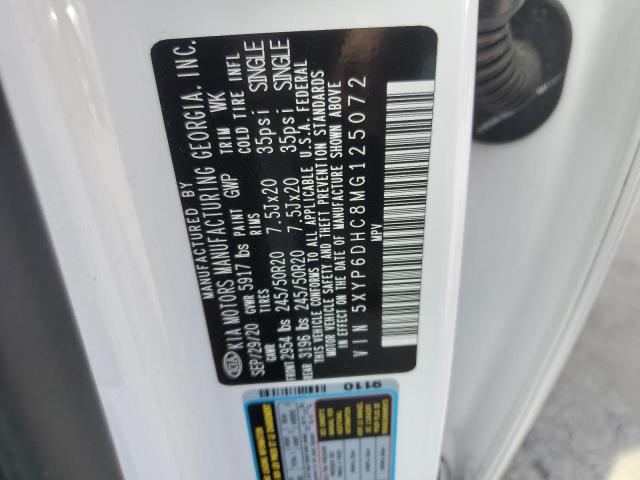 MANUFACTURED BY
KIA KIA MOTORS MANUFACTURING GEORGIA, INC.
SEP/29/20 GVWR 5917 lbs PAINT GWP TRIM WK
GAWR TIRES RIMS COLD TIRE INFL
FRONT 2954 lbs 245/50R20 7.5Jx20 35psi SINGLE
REAR 3196 lbs 245/50R20 7.5Jx20 35psi SINGLE
THIS VEHICLE CONFORMS TO ALL APPLICABLE U.S.A. FEDERAL
MOTOR VEHICLE SAFETY AND THEFT PREVENTION STANDARDS
IN EFFECT ON THE DATE OF MANUFACTURE SHOWN ABOVE
VIN 5XYP6DHC8MG125072
MPV
9110